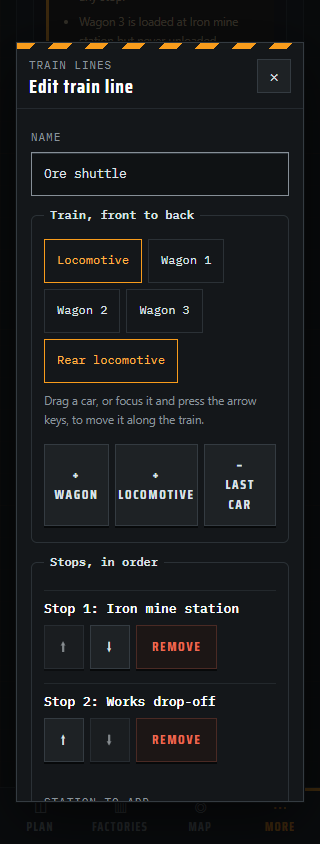 any stop.
• Wagon 3 is loaded at Iron mine
station but never unloaded
TRAIN LINES
Edit train line
×
NAME
Ore shuttle
Train, front to back
Locomotive
Wagon 1
Wagon 2
Wagon 3
Rear locomotive
Drag a car, or focus it and press the arrow
keys, to move it along the train.
+
WAGON
+
LOCOMOTIVE
−
LAST
CAR
Stops, in order
Stop 1: Iron mine station
↑
↓
REMOVE
Stop 2: Works drop-off
↑
↓
REMOVE
STATION TO ADD
PLAN
FACTORIES
MAP
MORE